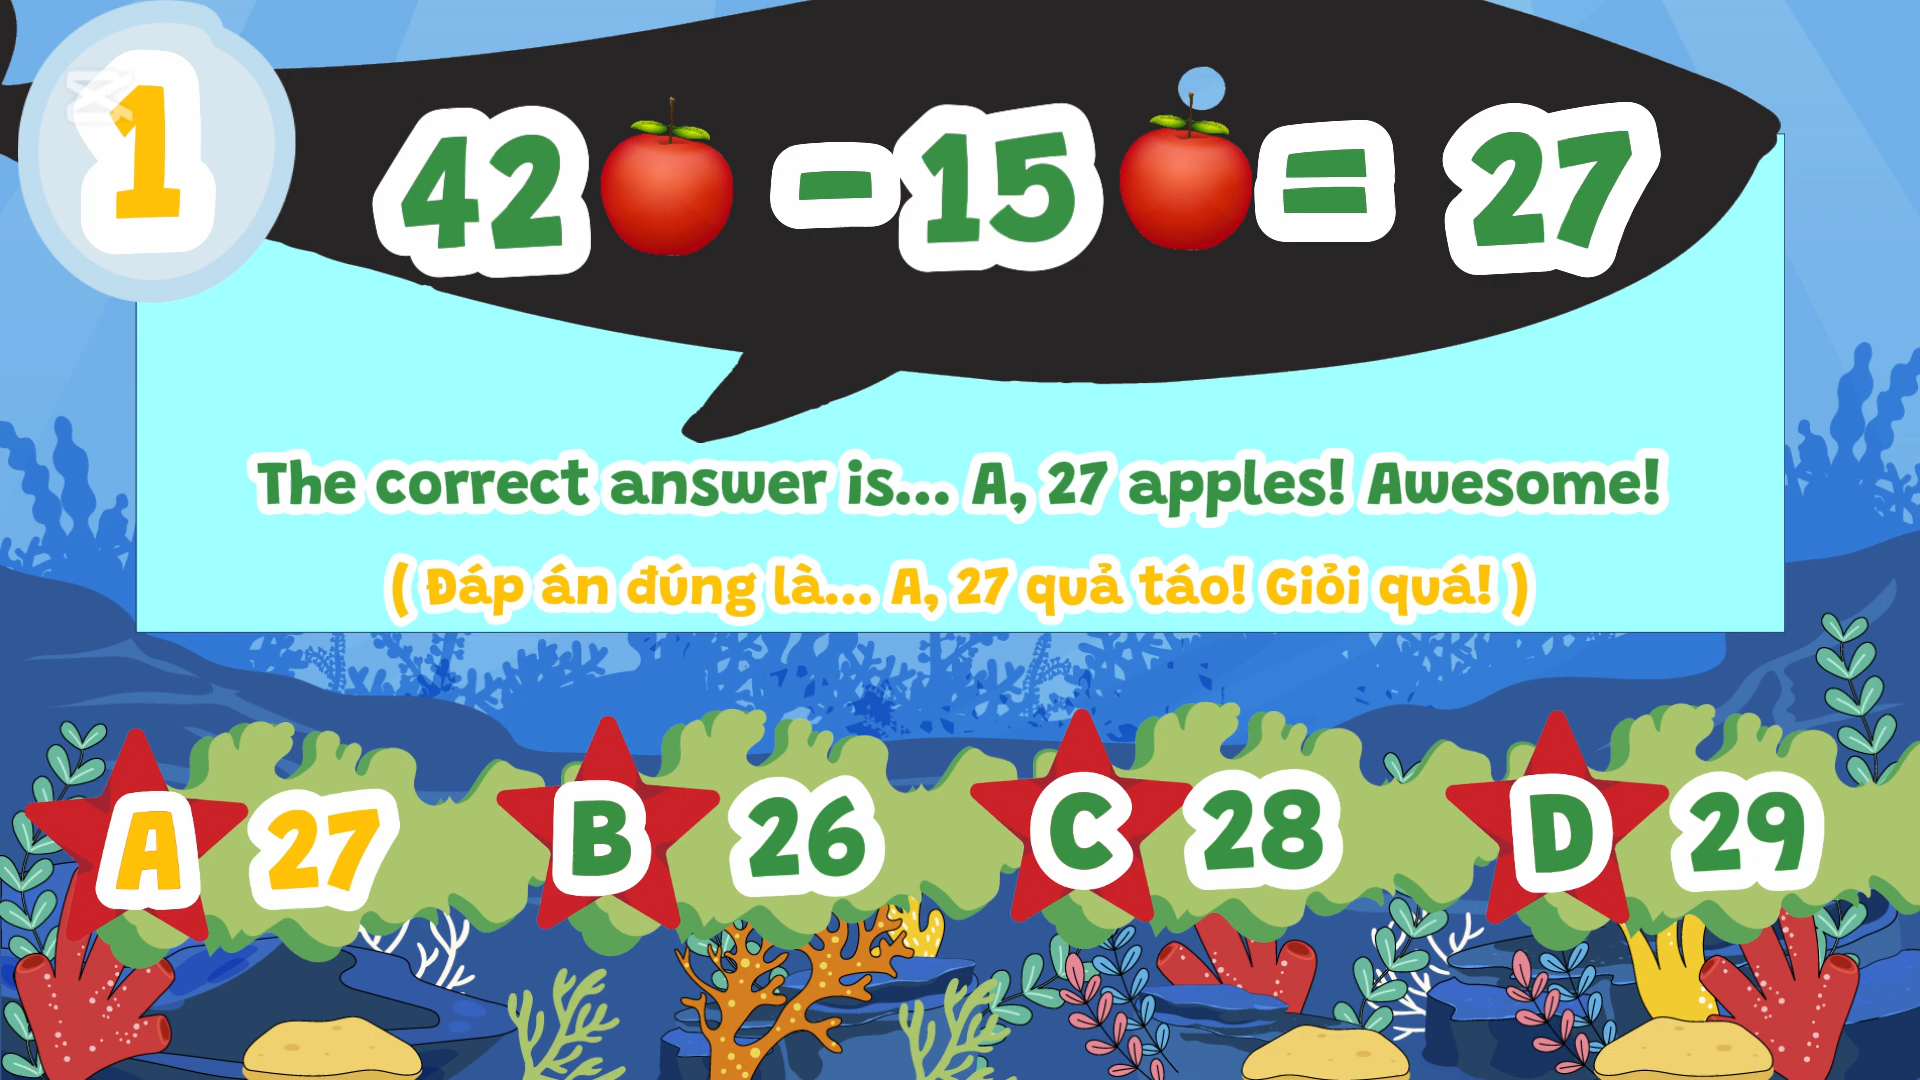 1
42 - 15 = 27
The correct answer is... A, 27 apples! Awesome!
( Đáp án đúng là... A, 27 quả táo! Giỏi quá! )
A 27 B 26 C 28 D 29